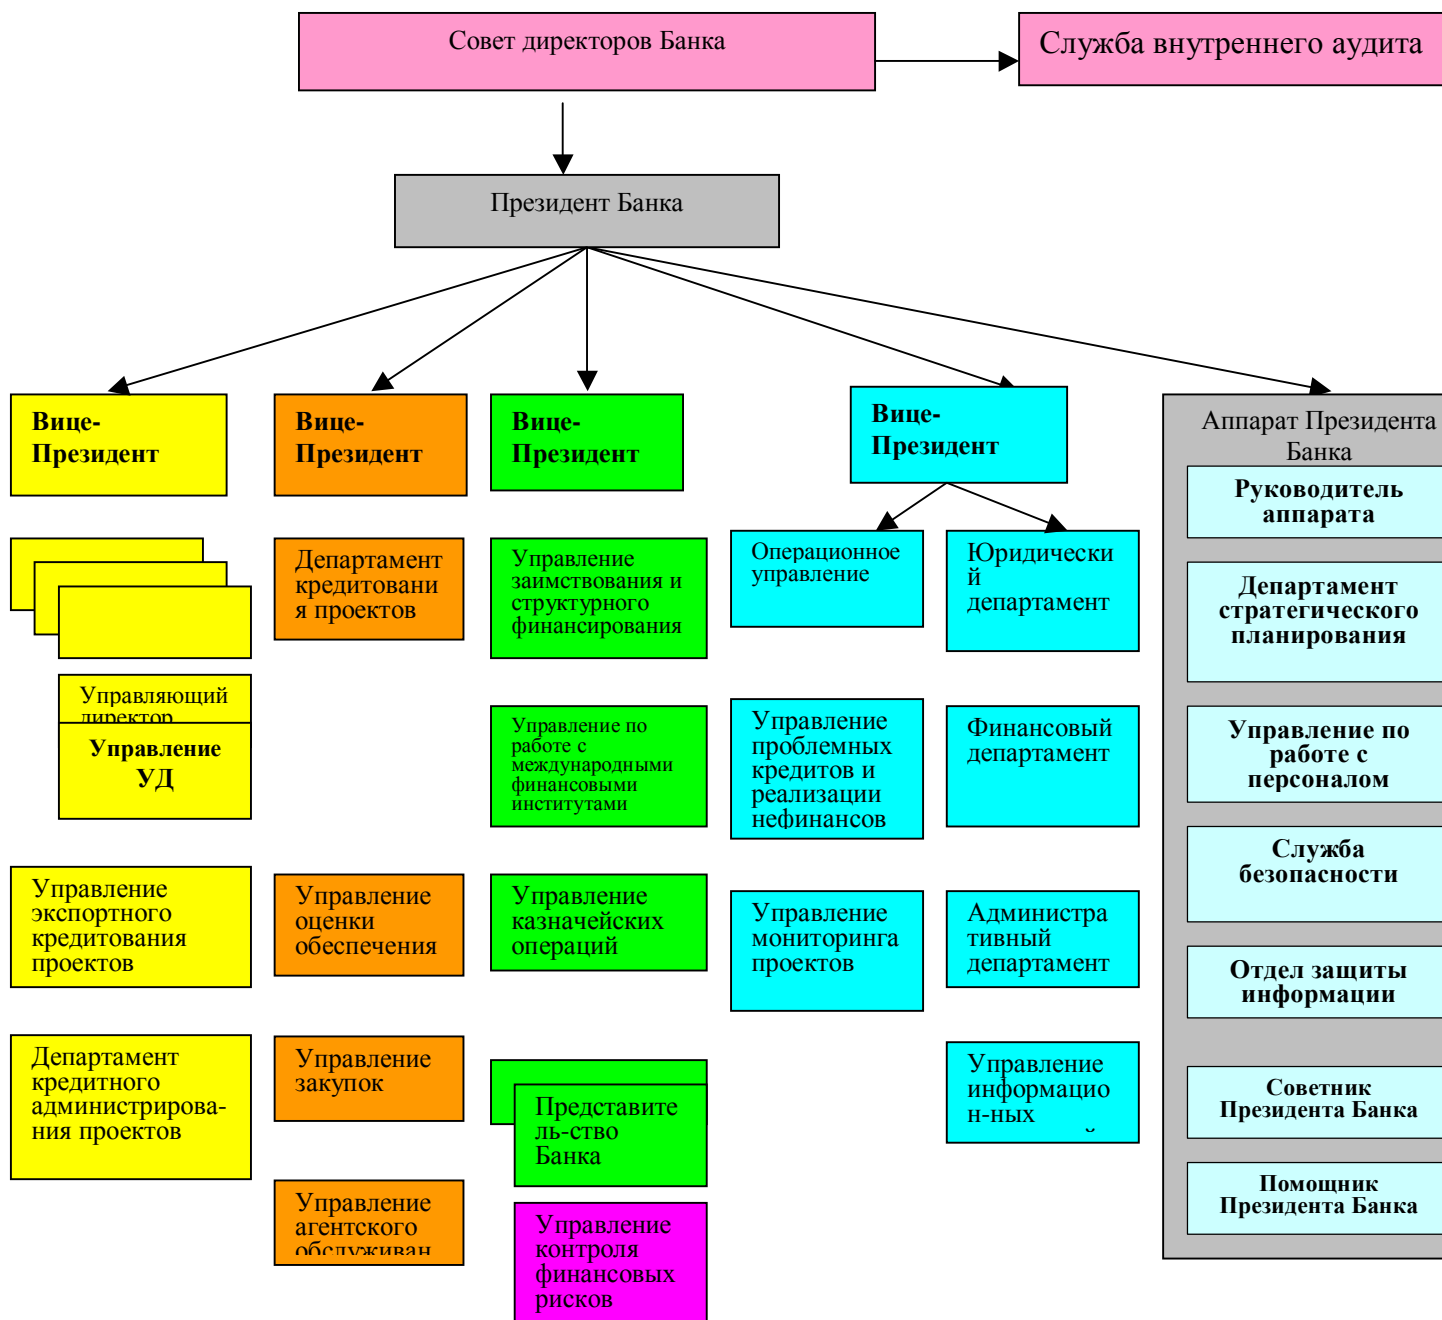 Совет директоров Банка
Служба внутреннего аудита
Президент Банка
Вице-
Президент
Вице-
Президент
Вице-
Президент
Вице-
Президент
Аппарат Президента
Банка
Руководитель
аппарата
Департамент
стратегического
планирования
Управление по
работе с
персоналом
Служба
безопасности
Отдел защиты
информации
Советник
Президента Банка
Помощник
Президента Банка
Управляющий
директор
Управление
УД
Управление
экспортного
кредитования
проектов
Департамент
кредитного
администрирова-
ния проектов
Департамент
кредитовани
я проектов
Управление
оценки
обеспечения
Управление
закупок
Управление
агентского
обслуживан
Управление
заимствования и
структурного
финансирования
Управление по
работе с
международными
финансовыми
институтами
Управление
казначейских
операций
Представите
ль-ство
Банка
Управление
контроля
финансовых
рисков
Операционное
управление
Управление
проблемных
кредитов и
реализации
нефинансов
Управление
мониторинга
проектов
Юридически
й
департамент
Финансовый
департамент
Администра
тивный
департамент
Управление
информацио
н-ных